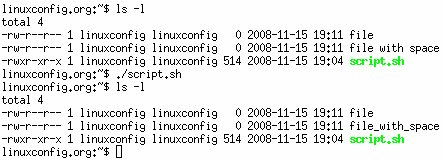 linuxconfig.org:~$ ls -l
total 4
-rw-r--r-- 1 linuxconfig linuxconfig   0 2008-11-15 19:11 file
-rw-r--r-- 1 linuxconfig linuxconfig   0 2008-11-15 19:11 file with space
-rwxr-xr-x 1 linuxconfig linuxconfig 514 2008-11-15 19:04 script.sh
linuxconfig.org:~$ ./script.sh
linuxconfig.org:~$ ls -l
total 4
-rw-r--r-- 1 linuxconfig linuxconfig   0 2008-11-15 19:11 file
-rw-r--r-- 1 linuxconfig linuxconfig   0 2008-11-15 19:11 file_with_space
-rwxr-xr-x 1 linuxconfig linuxconfig 514 2008-11-15 19:04 script.sh
linuxconfig.org:~$